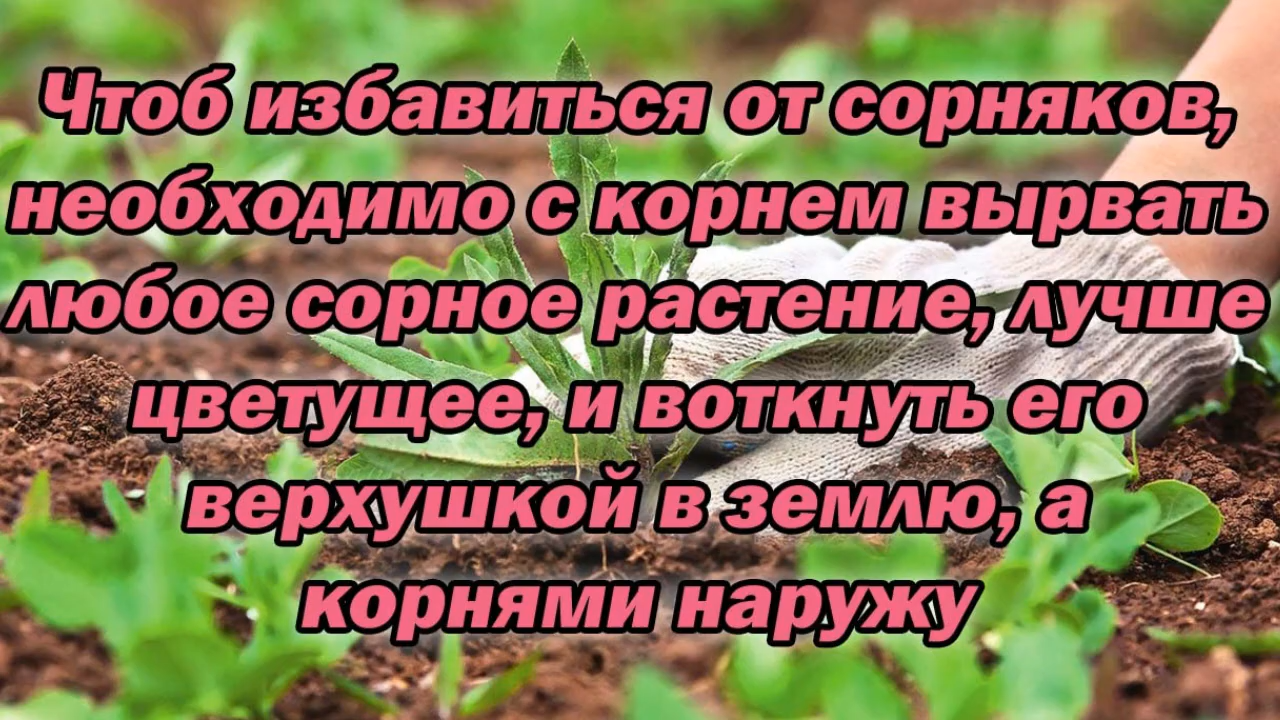 Чтоб избавиться от сорняков,
необходимо с корнем вырвать
любое сорное растение, лучше
цветущее, и воткнуть его
верхушкой в землю, а
корнями наружу